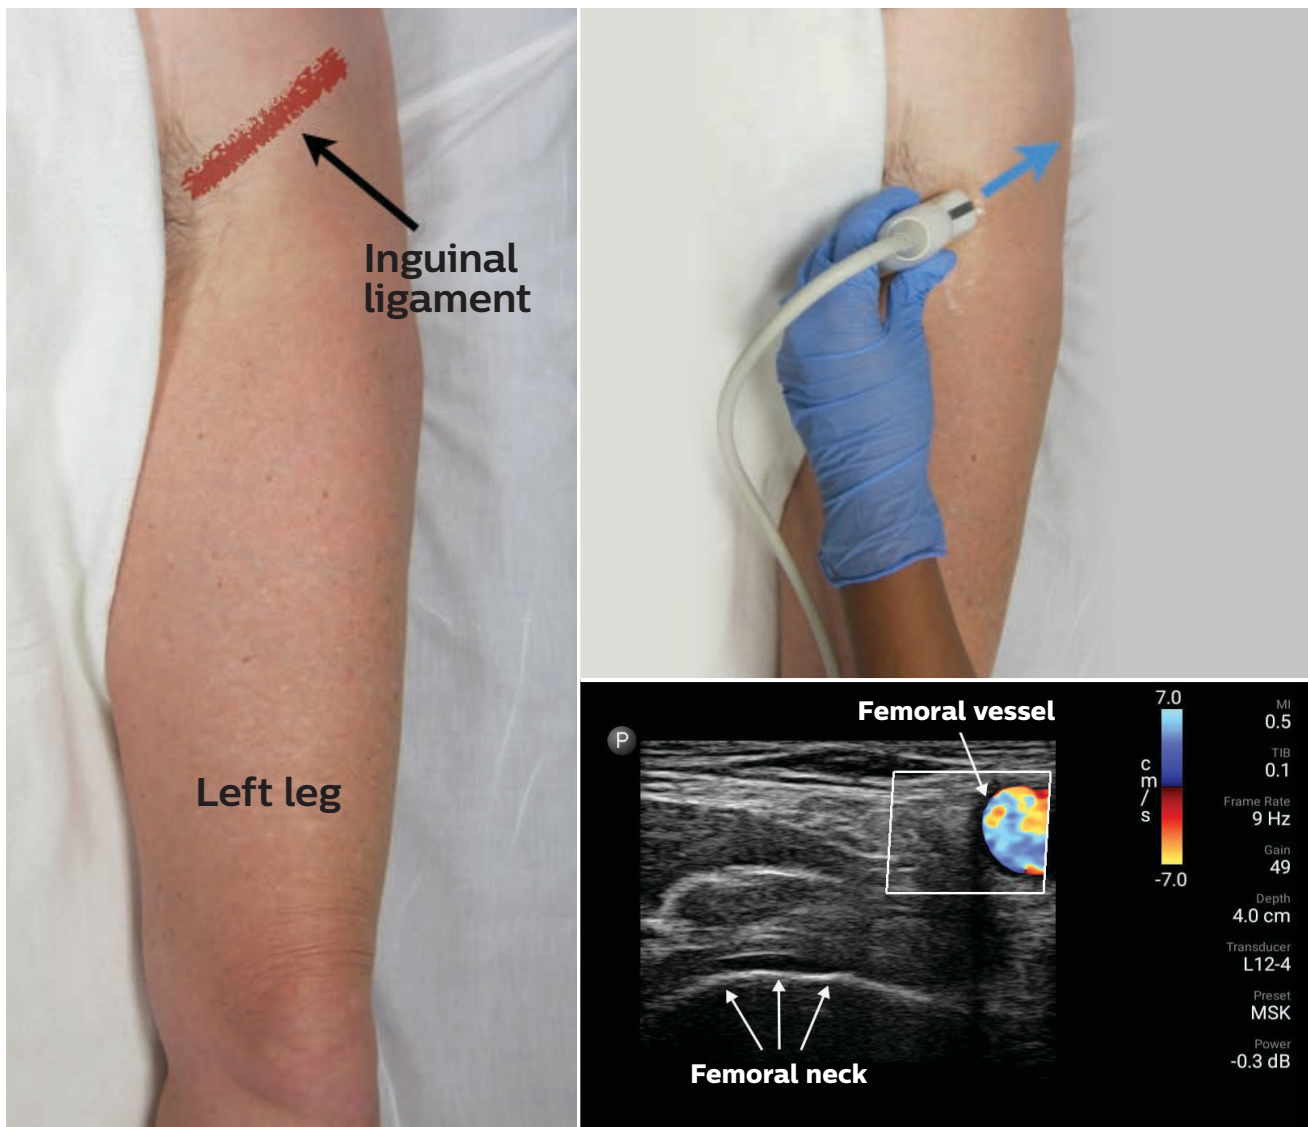 Inguinal
ligament
Left leg
Femoral vessel
P
Femoral neck
7.0
c
m
/
s
-7.0
MI
0.5
TIB
0.1
Frame Rate
9 Hz
Gain
49
Depth
4.0 cm
Transducer
L12-4
Preset
MSK
Power
-0.3 dB